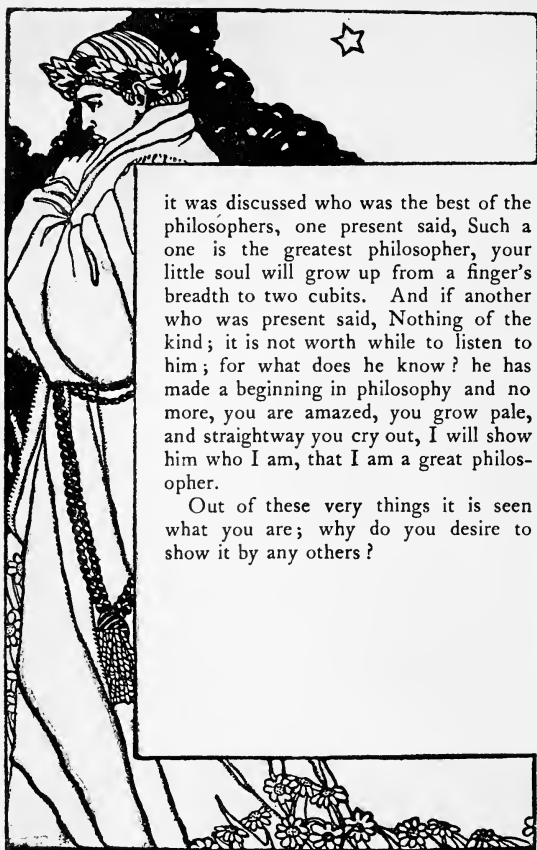 it was discussed who was the best of the
philosophers, one present said, Such a
one is the greatest philosopher, your
little soul will grow up from a finger's
breadth to two cubits. And if another
who was present said, Nothing of the
kind; it is not worth while to listen to
him; for what does he know? he has
made a beginning in philosophy and no
more, you are amazed, you grow pale,
and straightway you cry out, I will show
him who I am, that I am a great philos-
opher.
Out of these very things it is seen
what you are; why do you desire to
show it by any others?